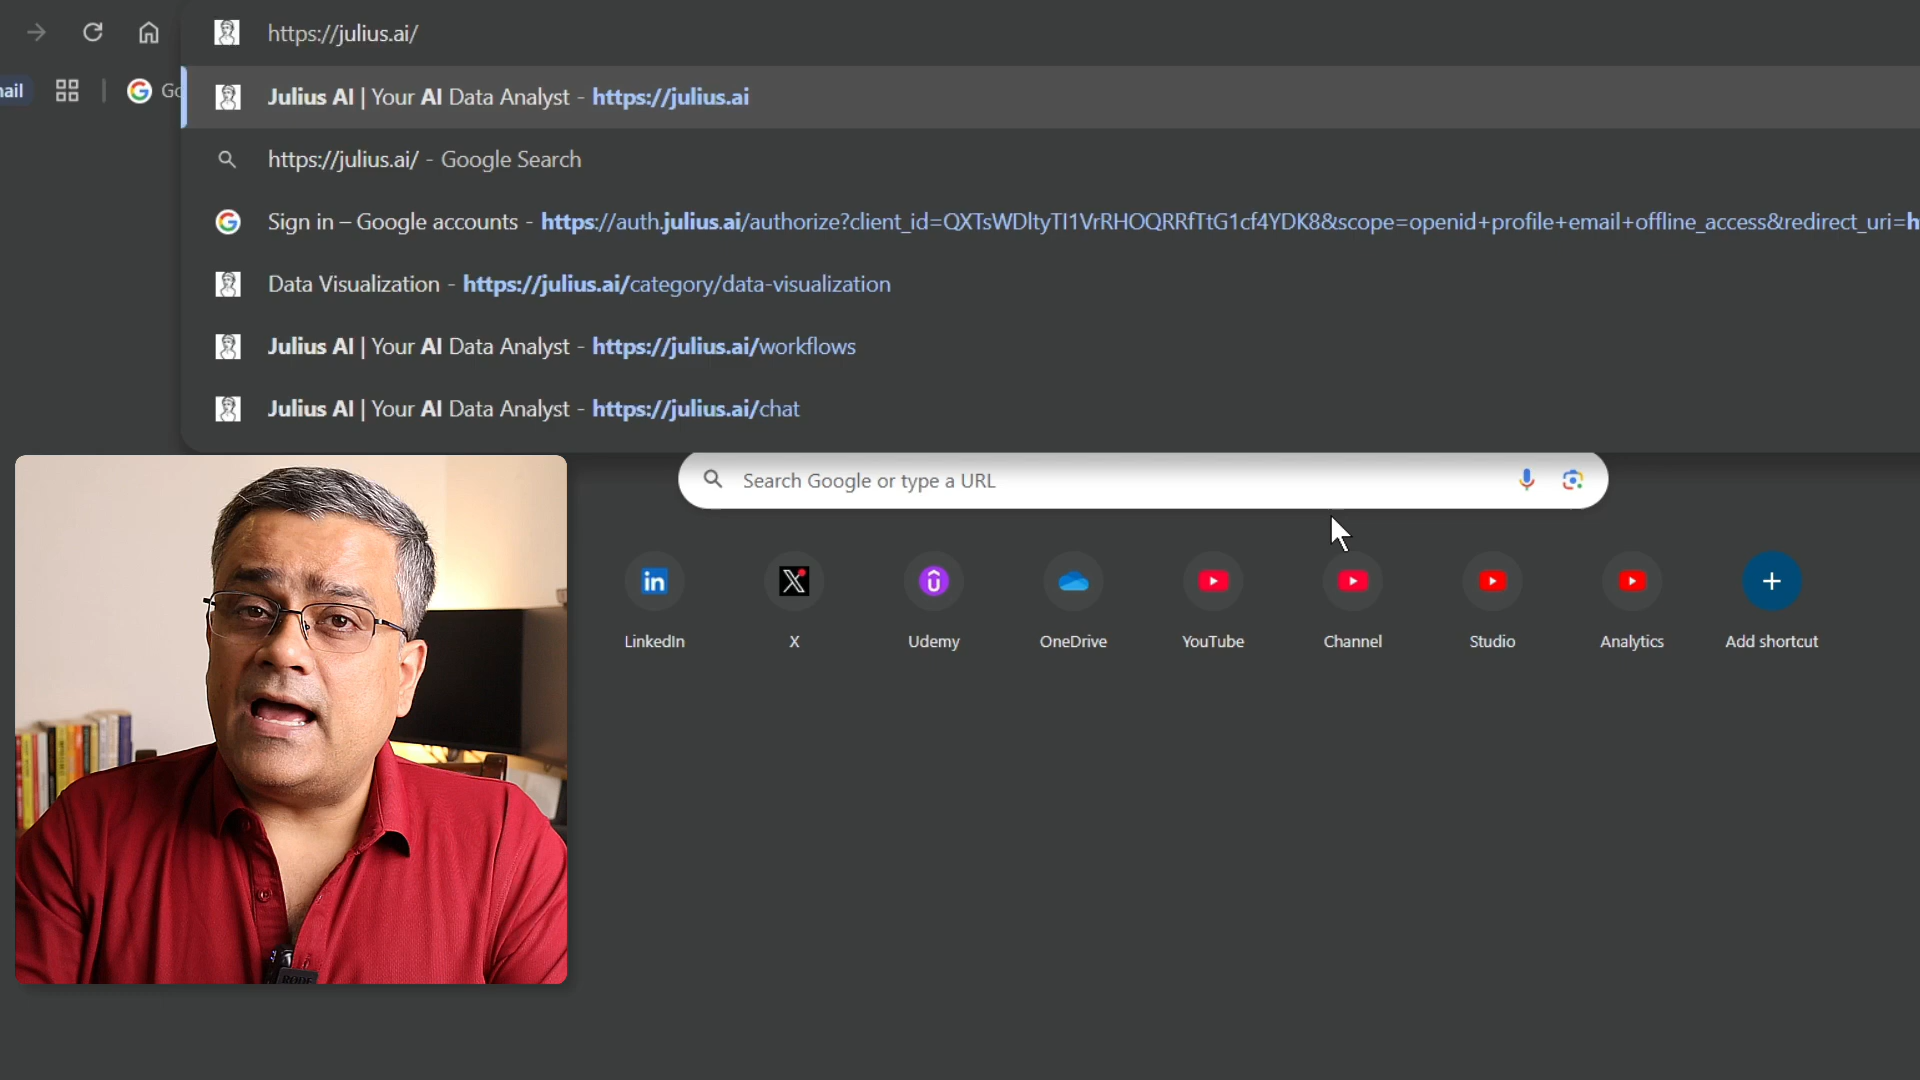 https://julius.ai/
ail
Go
Julius AI | Your AI Data Analyst - https://julius.ai
https://julius.ai/ - Google Search
Sign in – Google accounts - https://auth.julius.ai/authorize?client_id=QXTsWDltyTI1VrRHOQRRfTtG1cf4YDK8&scope=openid+profile+email+offline_access&redirect_uri=h
Data Visualization - https://julius.ai/category/data-visualization
Julius AI | Your AI Data Analyst - https://julius.ai/workflows
Julius AI | Your AI Data Analyst - https://julius.ai/chat
Search Google or type a URL
LinkedIn
X
Udemy
OneDrive
YouTube
Channel
Studio
Analytics
Add shortcut
RODE